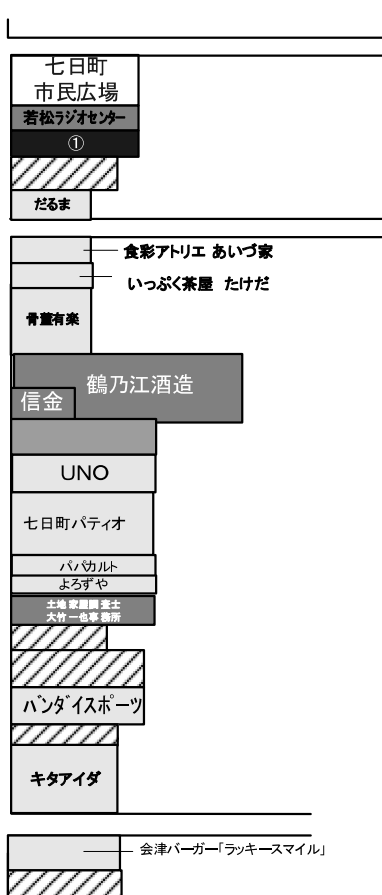 七日町
市民広場
若松ラジオセンター
①
だるま
食彩アトリエ あいづ家
いっぷく茶屋 たけだ
骨董有楽
鶴乃江酒造
信金
UNO
七日町パティオ
パパカルト
よろずや
土地家屋調査士
大竹一也事務所
バンダイスポーツ
キタアイダ
会津バーガー「ラッキースマイル」